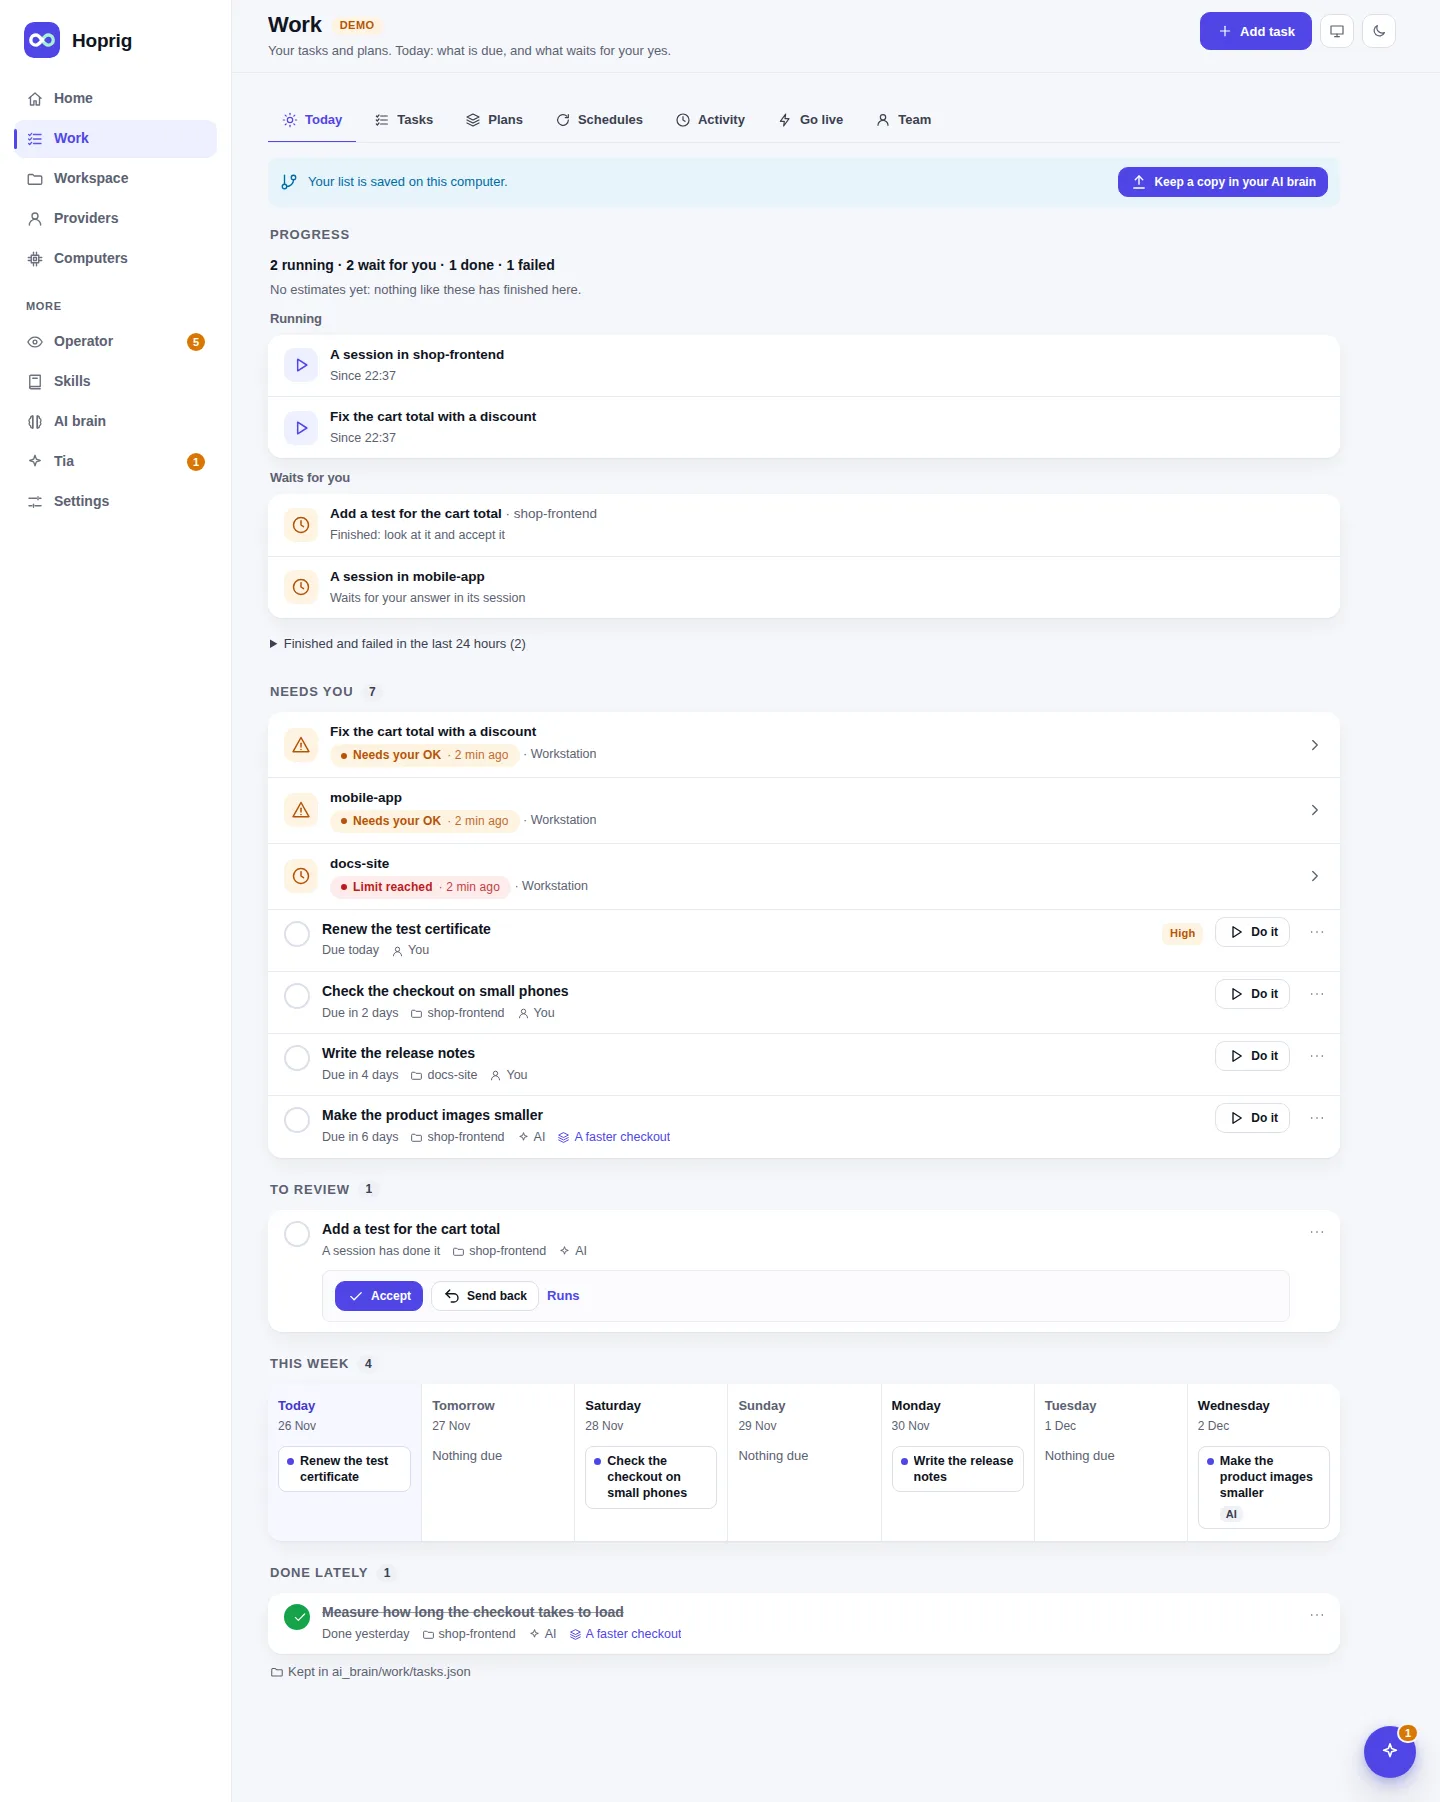 Hoprig
Home
Work
Workspace
Providers
Computers
MORE
Operator 5
Skills
AI brain
Tia 1
Settings
Work DEMO
Your tasks and plans. Today: what is due, and what waits for your yes.
Add task
Today Tasks Plans Schedules Activity Go live Team
Your list is saved on this computer.
Keep a copy in your AI brain
PROGRESS
2 running · 2 wait for you · 1 done · 1 failed
No estimates yet: nothing like these has finished here.
Running
A session in shop-frontend
Since 22:37
Fix the cart total with a discount
Since 22:37
Waits for you
Add a test for the cart total · shop-frontend
Finished: look at it and accept it
A session in mobile-app
Waits for your answer in its session
Finished and failed in the last 24 hours (2)
NEEDS YOU 7
Fix the cart total with a discount
Needs your OK · 2 min ago · Workstation
mobile-app
Needs your OK · 2 min ago · Workstation
docs-site
Limit reached · 2 min ago · Workstation
Renew the test certificate
Due today You
High Do it
Check the checkout on small phones
Due in 2 days shop-frontend You
Do it
Write the release notes
Due in 4 days docs-site You
Do it
Make the product images smaller
Due in 6 days shop-frontend AI A faster checkout
Do it
TO REVIEW 1
Add a test for the cart total
A session has done it shop-frontend AI
Accept Send back Runs
THIS WEEK 4
Today
26 Nov
Renew the test
certificate
Tomorrow
27 Nov
Nothing due
Saturday
28 Nov
Check the
checkout on
small phones
Sunday
29 Nov
Nothing due
Monday
30 Nov
Write the release
notes
Tuesday
1 Dec
Nothing due
Wednesday
2 Dec
Make the
product images
smaller
AI
DONE LATELY 1
Measure how long the checkout takes to load
Done yesterday shop-frontend AI A faster checkout
Kept in ai_brain/work/tasks.json
1